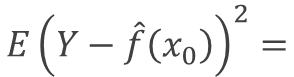 E(Y − f̂(x₀))² =